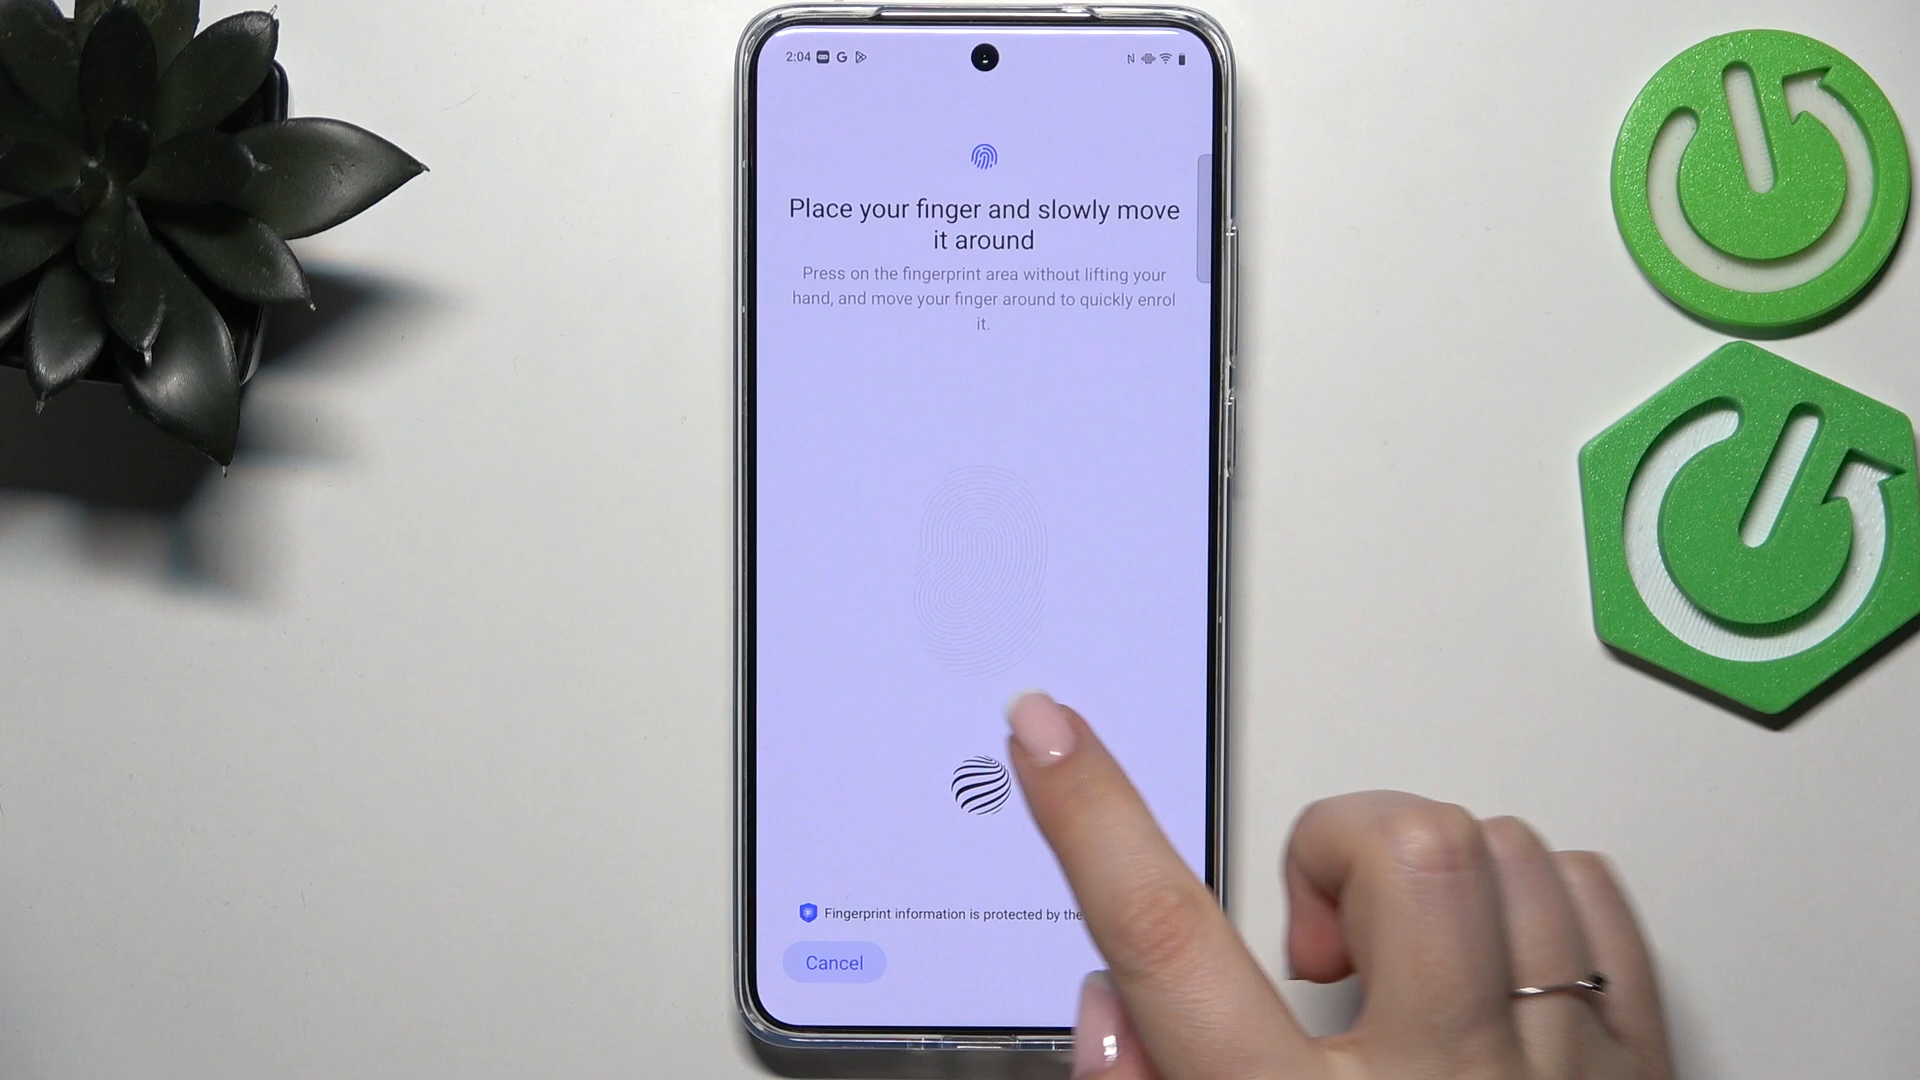 2:04
Place your finger and slowly move
it around
Press on the fingerprint area without lifting your
hand, and move your finger around to quickly enrol
it.
Fingerprint information is protected by the
Cancel